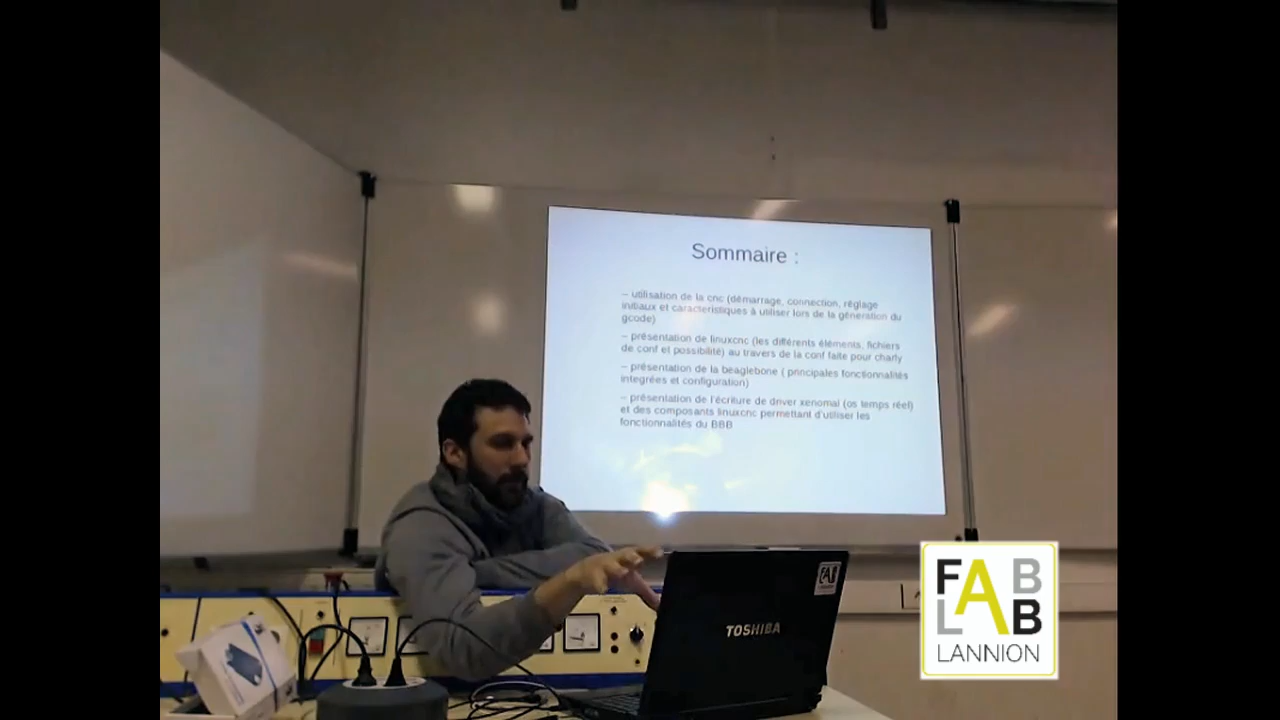 Sommaire :
– utilisation de la cnc (démarrage, connection, réglage
initiaux et caractéristiques à utiliser lors de la génération du
gcode)
– présentation de linuxcnc (les différents éléments, fichiers
de conf et possibilité) au travers de la conf faite pour charly
– présentation de la beaglebone ( principales fonctionnalités
integrées et configuration)
– présentation de l'écriture de driver xenomai (os temps réel)
et des composants linuxcnc permettant d'utiliser les
fonctionnalités du BBB
TOSHIBA
FAB
LAB
LANNION